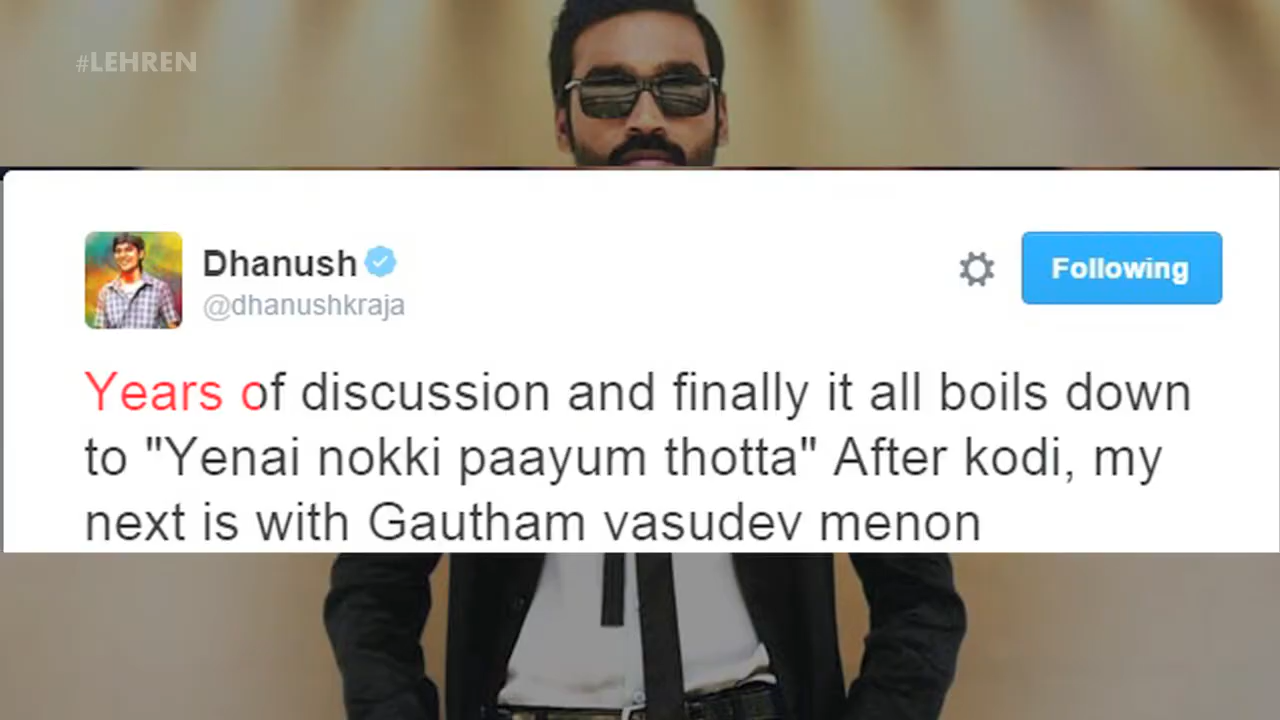 #LEHREN
Dhanush
@dhanushkraja
Following
Years of discussion and finally it all boils down
to "Yenai nokki paayum thotta" After kodi, my
next is with Gautham vasudev menon